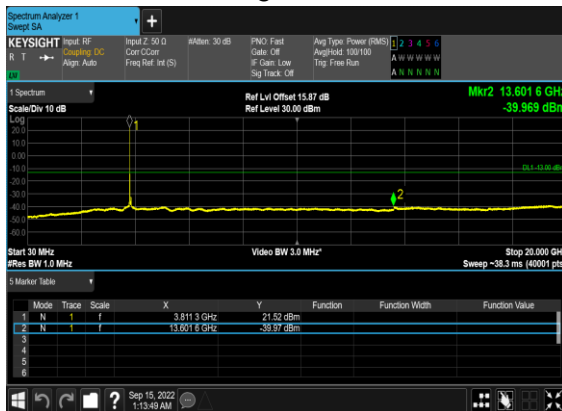 Spectrum Analyzer 1
Swept SA
KEYSIGHT Input: RF Input Z: 50 Ω #Atten: 30 dB PNO: Fast Avg Type: Power (RMS) 1 2 3 4 5 6
R T Coupling: DC Corr CCorr Gate: Off Avg|Hold: 100/100 A W W W W W
Align: Auto Freq Ref: Int (S) IF Gain: Low Trig: Free Run
Sig Track: Off A N N N N N
1 Spectrum
Ref Lvl Offset 15.87 dB Mkr2 13.601 6 GHz
Scale/Div 10 dB Ref Level 30.00 dBm -39.969 dBm
Log
1
20.0
10.0
0.00
-10.0 DL1 -13.00 dBm
-20.0
-30.0 2
-40.0
-50.0
-60.0
Start 30 MHz Video BW 3.0 MHz* Stop 20.000 GHz
#Res BW 1.0 MHz Sweep ~38.3 ms (40001 pts)
5 Marker Table
Mode Trace Scale X Y Function Function Width Function Value
1 N 1 f 3.811 3 GHz 21.52 dBm
2 N 1 f 13.601 6 GHz -39.97 dBm
3
4
5
6
? Sep 15, 2022
1:13:49 AM